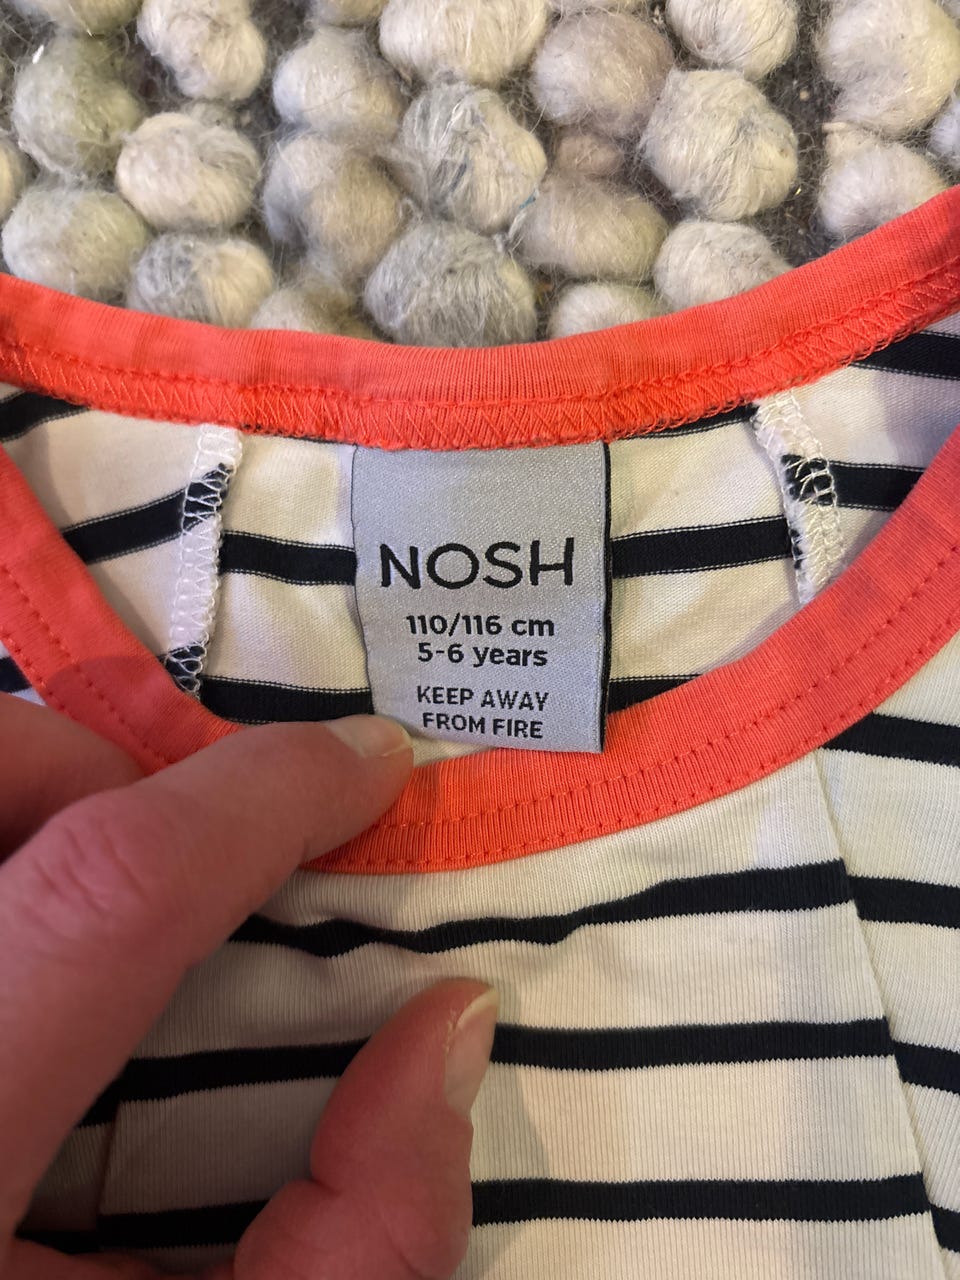 NOSH
110/116 cm
5-6 years
KEEP AWAY
FROM FIRE